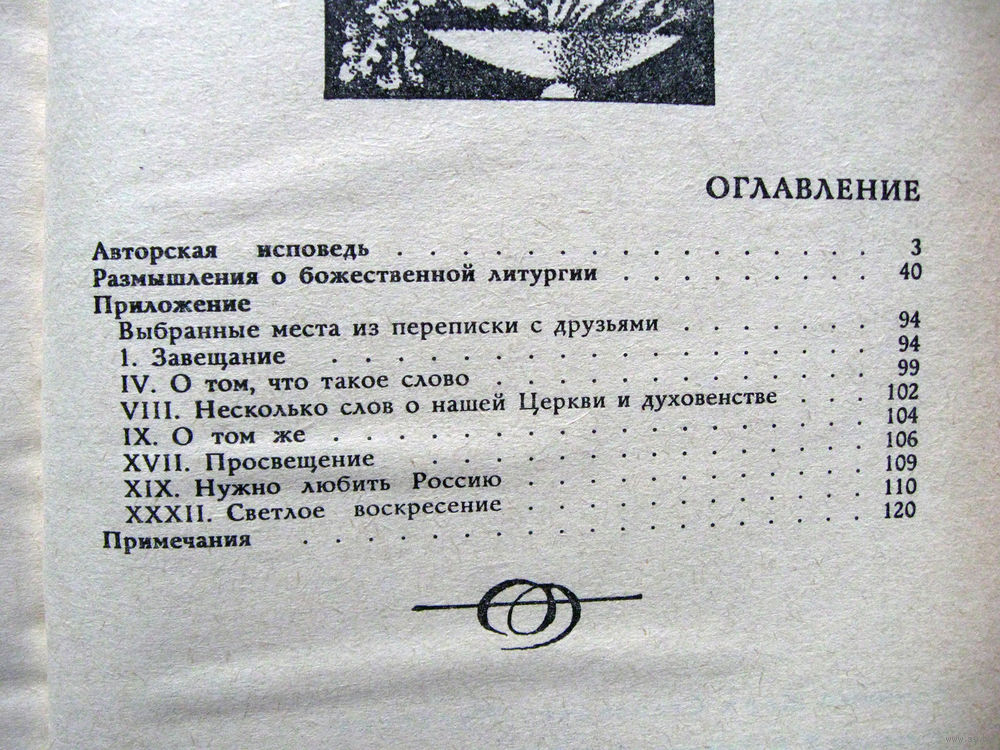 ОГЛАВЛЕНИЕ
Авторская исповедь . . . . . . . . . . . . . . . . 3
Размышления о божественной литургии . . . . . . . . . 40
Приложение
Выбранные места из переписки с друзьями . . . . . . . 94
1. Завещание . . . . . . . . . . . . . . . . . . 94
IV. О том, что такое слово . . . . . . . . . . . . . 99
VIII. Несколько слов о нашей Церкви и духовенстве . . . 102
IX. О том же . . . . . . . . . . . . . . . . . . 104
XVII. Просвещение . . . . . . . . . . . . . . . 106
XIX. Нужно любить Россию . . . . . . . . . . . . 109
XXXII. Светлое воскресение . . . . . . . . . . . . 110
Примечания . . . . . . . . . . . . . . . . . . . 120